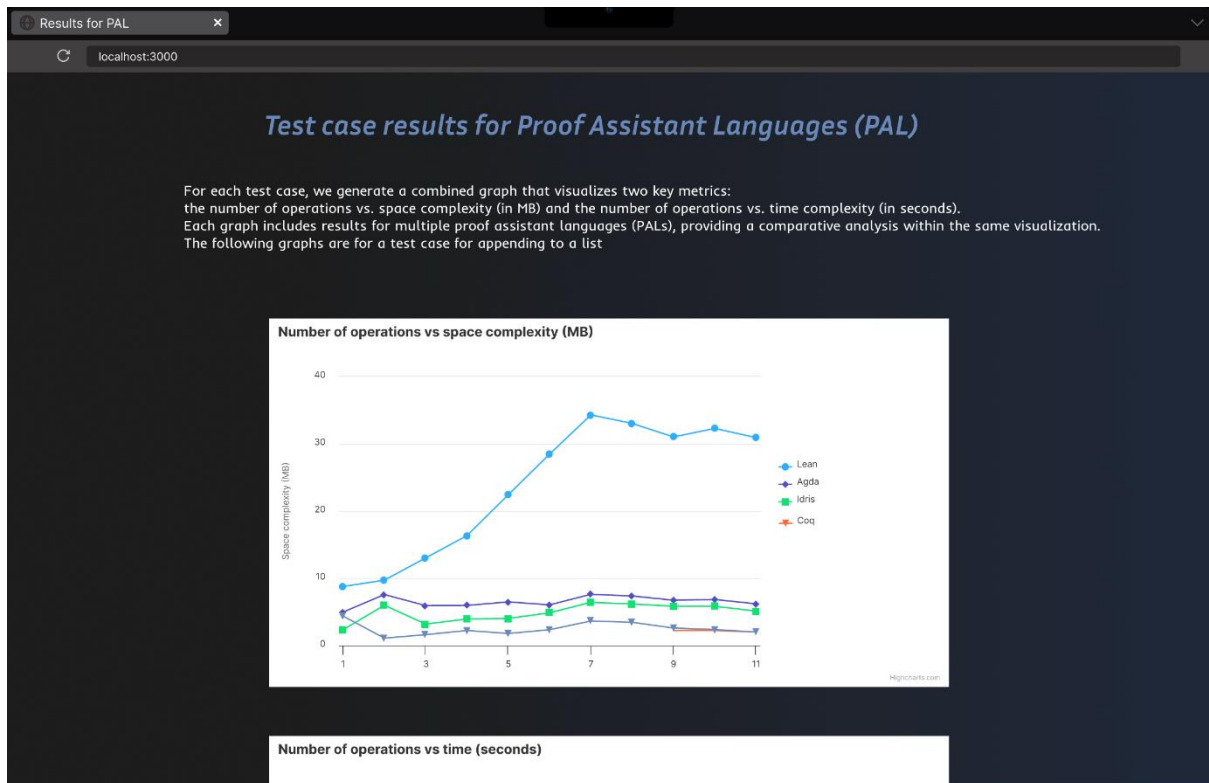 Results for PAL
localhost:3000
Test case results for Proof Assistant Languages (PAL)
For each test case, we generate a combined graph that visualizes two key metrics:
the number of operations vs. space complexity (in MB) and the number of operations vs. time complexity (in seconds).
Each graph includes results for multiple proof assistant languages (PALs), providing a comparative analysis within the same visualization.
The following graphs are for a test case for appending to a list
Number of operations vs space complexity (MB)
40
30
20
10
0
Space complexity (MB)
1 3 5 7 9 11
Lean
Agda
Idris
Coq
Highcharts.com
Number of operations vs time (seconds)